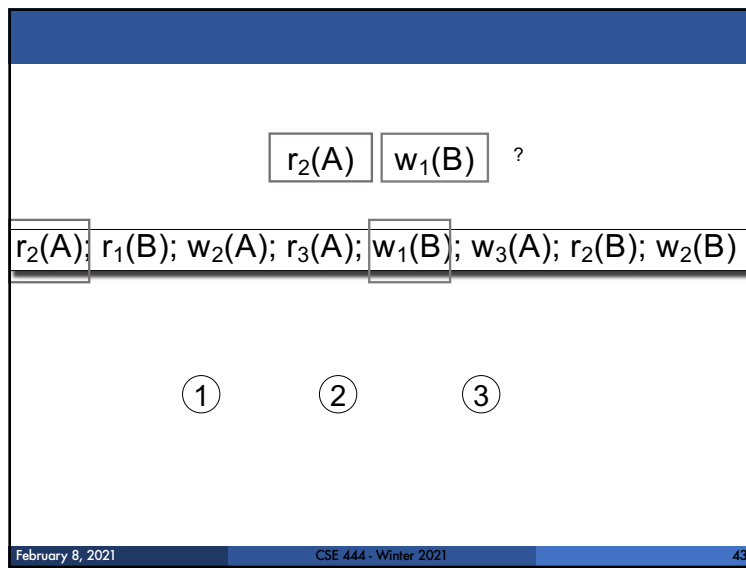 r₂(A) w₁(B) ?
r₂(A); r₁(B); w₂(A); r₃(A); w₁(B); w₃(A); r₂(B); w₂(B)
1 2 3
February 8, 2021 CSE 444 - Winter 2021 43